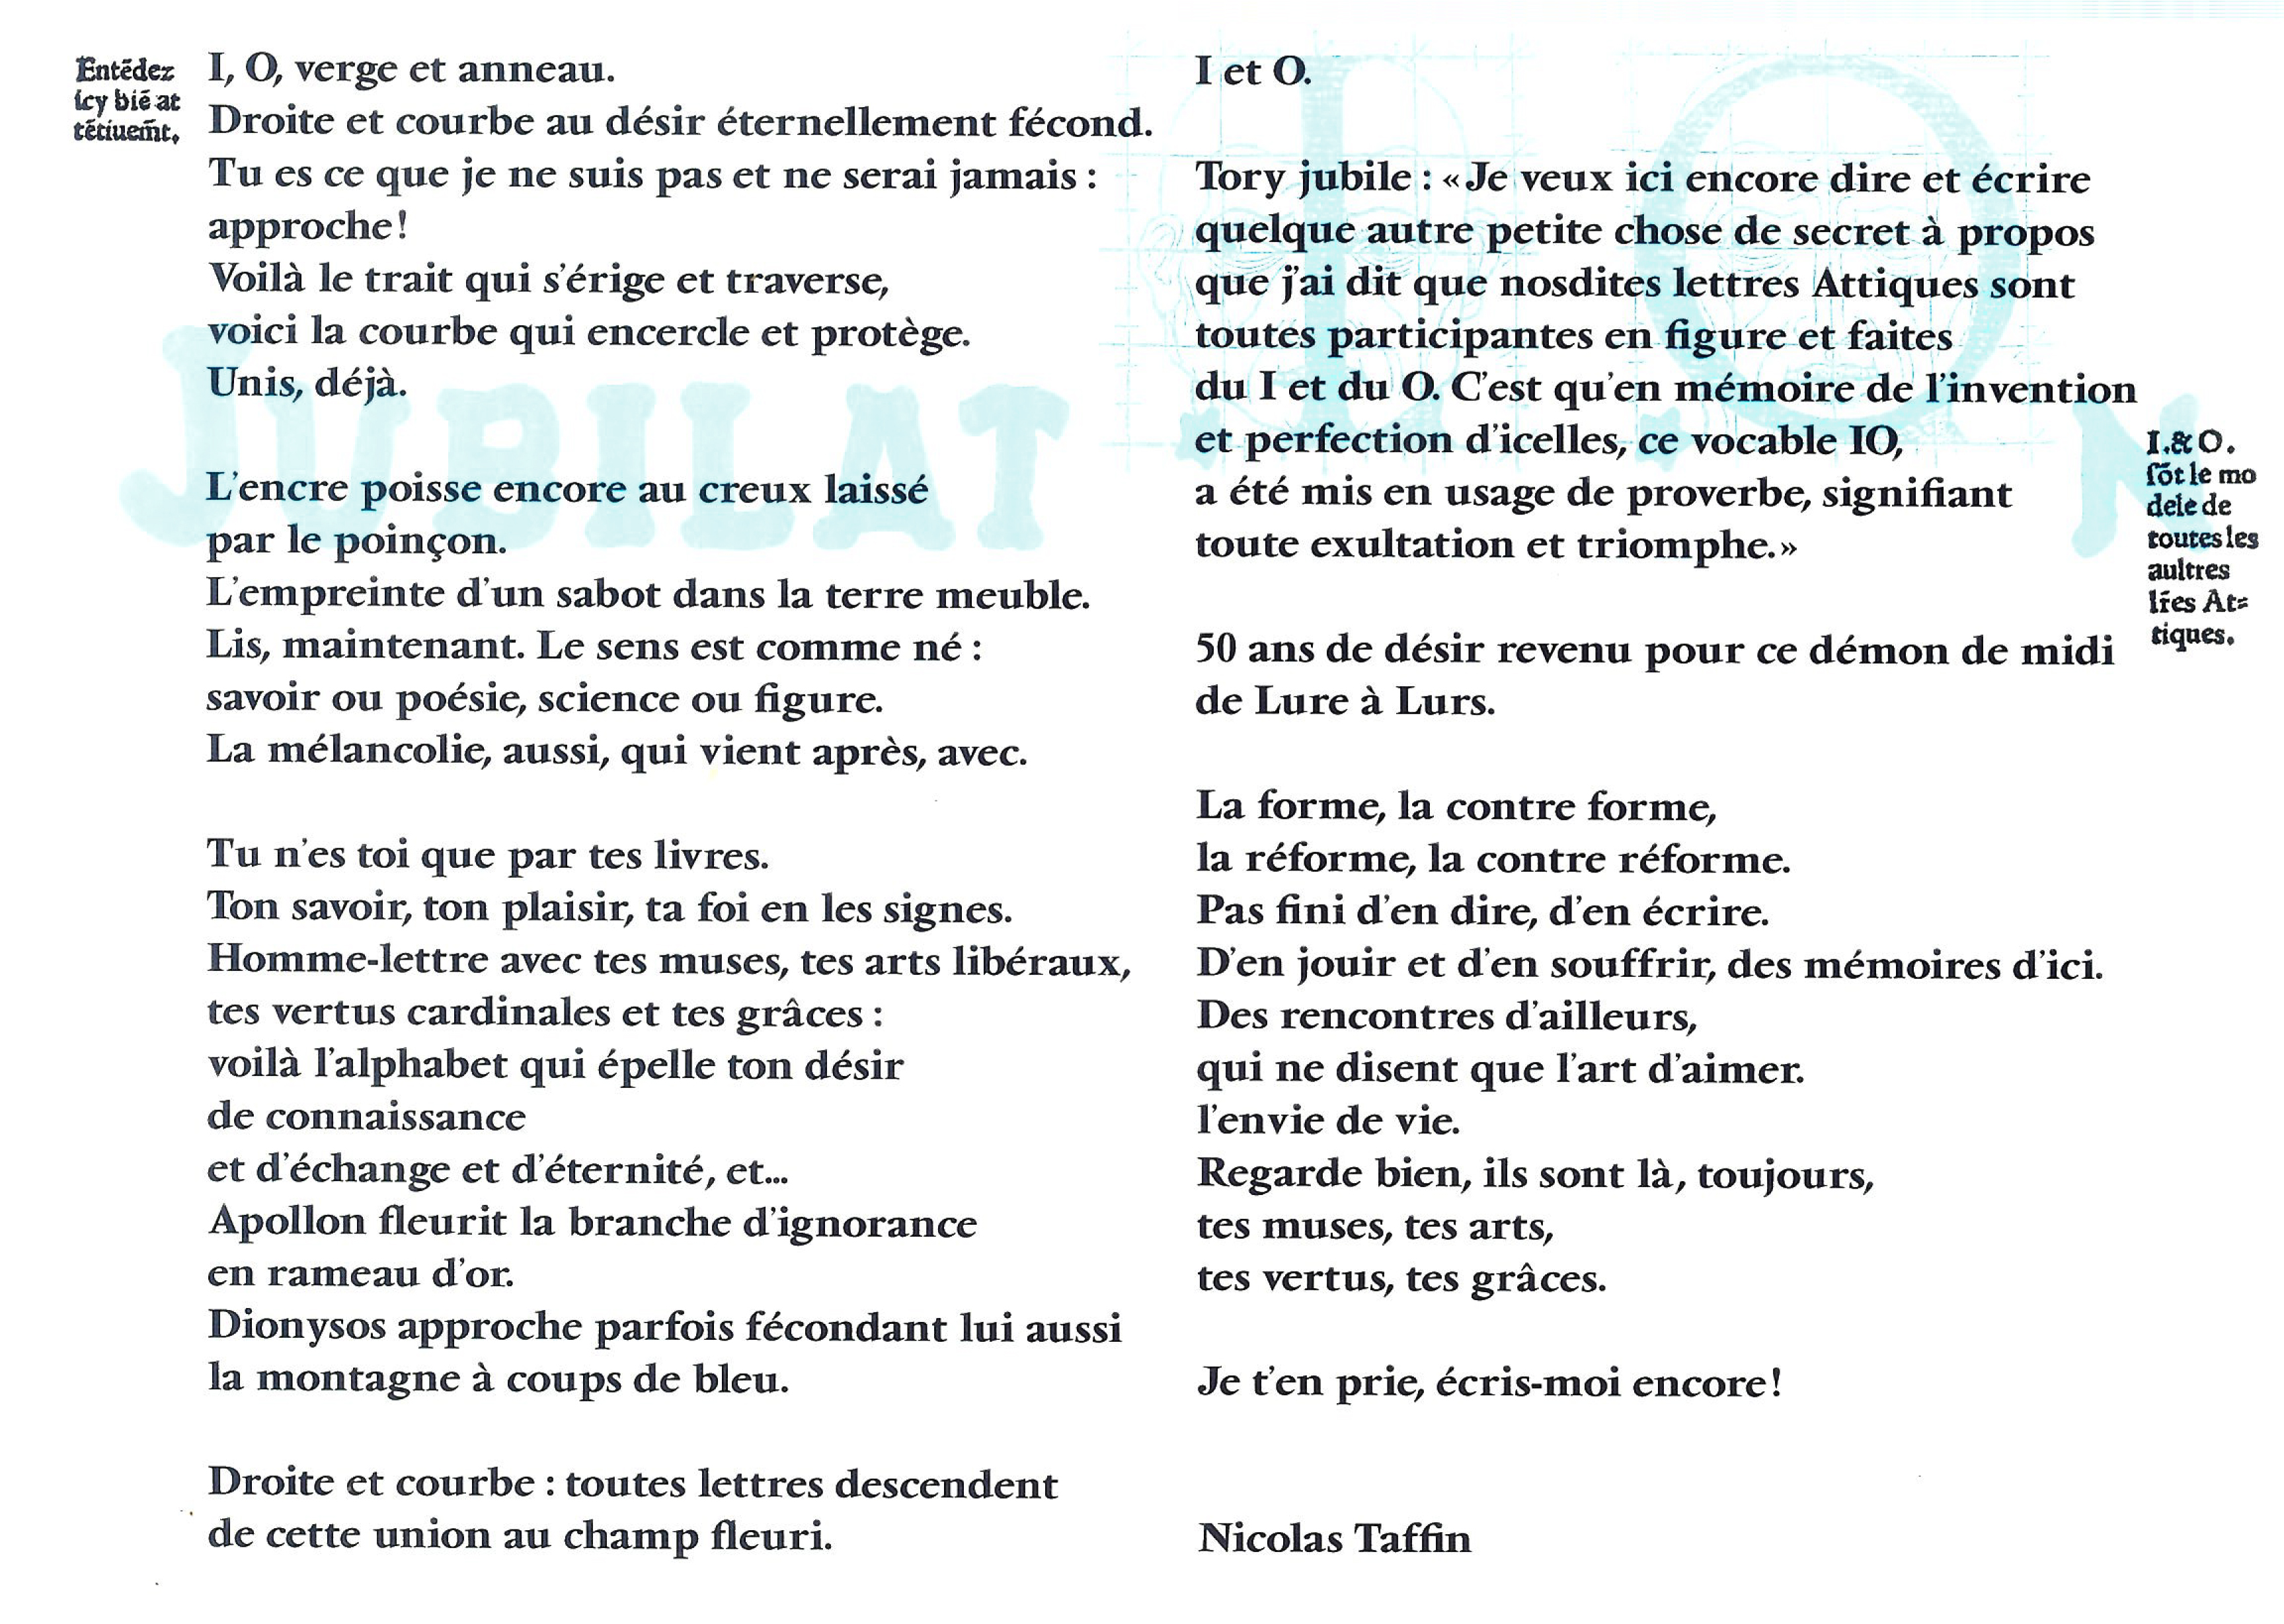 Entēdez
icy biē at
tētiuem̄t.
I, O, verge et anneau.
Droite et courbe au désir éternellement fécond.
Tu es ce que je ne suis pas et ne serai jamais :
approche!
Voilà le trait qui s'érige et traverse,
voici la courbe qui encercle et protège.
Unis, déjà.
L'encre poisse encore au creux laissé
par le poinçon.
L'empreinte d'un sabot dans la terre meuble.
Lis, maintenant. Le sens est comme né :
savoir ou poésie, science ou figure.
La mélancolie, aussi, qui vient après, avec.
Tu n'es toi que par tes livres.
Ton savoir, ton plaisir, ta foi en les signes.
Homme-lettre avec tes muses, tes arts libéraux,
tes vertus cardinales et tes grâces :
voilà l'alphabet qui épelle ton désir
de connaissance
et d'échange et d'éternité, et...
Apollon fleurit la branche d'ignorance
en rameau d'or.
Dionysos approche parfois fécondant lui aussi
la montagne à coups de bleu.
Droite et courbe : toutes lettres descendent
de cette union au champ fleuri.
I et O.
Tory jubile : «Je veux ici encore dire et écrire
quelque autre petite chose de secret à propos
que j'ai dit que nosdites lettres Attiques sont
toutes participantes en figure et faites
du I et du O. C'est qu'en mémoire de l'invention
et perfection d'icelles, ce vocable IO,
a été mis en usage de proverbe, signifiant
toute exultation et triomphe.»
I.&O.
ſōt le mo
dele de
toutes les
aultres
lr̄es At=
tiques.
50 ans de désir revenu pour ce démon de midi
de Lure à Lurs.
La forme, la contre forme,
la réforme, la contre réforme.
Pas fini d'en dire, d'en écrire.
D'en jouir et d'en souffrir, des mémoires d'ici.
Des rencontres d'ailleurs,
qui ne disent que l'art d'aimer.
l'envie de vie.
Regarde bien, ils sont là, toujours,
tes muses, tes arts,
tes vertus, tes grâces.
Je t'en prie, écris-moi encore!
Nicolas Taffin
JUBILATION